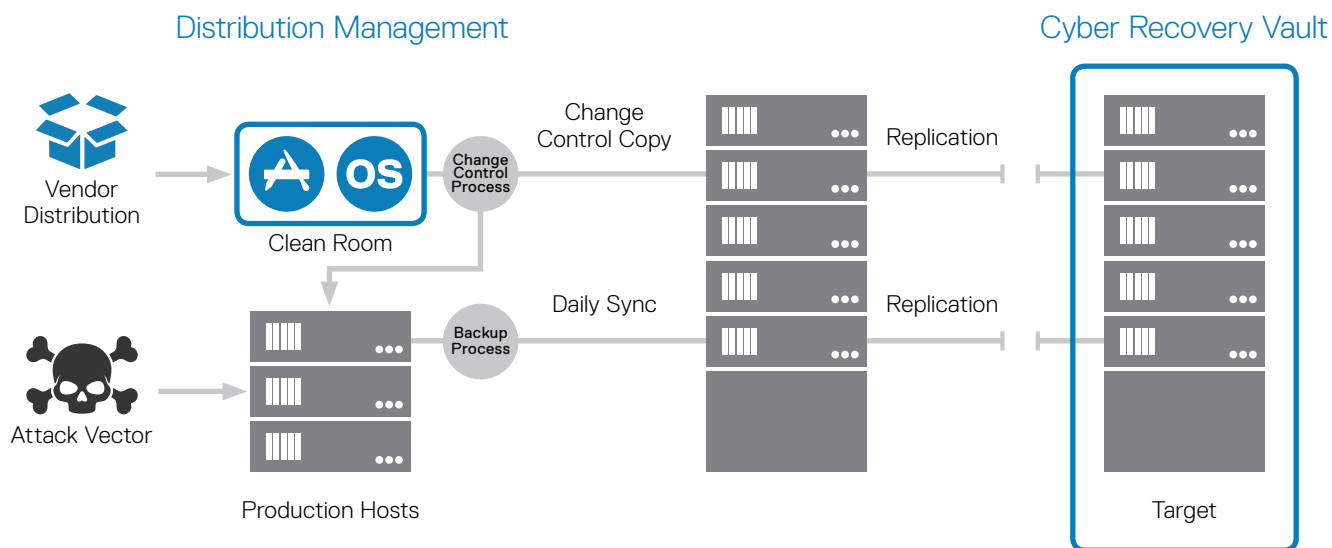 Distribution Management
Cyber Recovery Vault
Vendor
Distribution
OS
Clean Room
Change
Control
Process
Change
Control Copy
Replication
Attack Vector
Production Hosts
Backup
Process
Daily Sync
Replication
Target